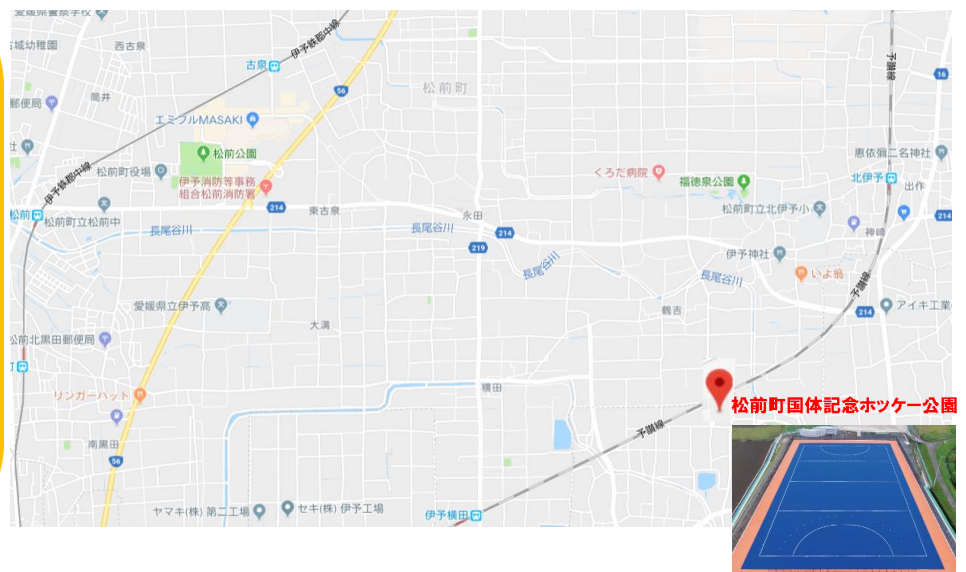 愛媛県警察学校
伊予鉄郡中線
古城幼稚園
西古泉
古泉
予讃線
56
松前町
16
郵便局
筒井
エミフルMASAKI
松前公園
恵依彌二名神社
松前町役場
伊予消防等事務
組合松前消防署
くろだ病院
福徳泉公園
北伊予
出作
伊予鉄郡中線
214
松前
松前町立松前中
東古泉
永田
松前町立北伊予小
214
長尾谷川
長尾谷川
214
神崎
219
伊予神社
長尾谷川
長尾谷川
いよ翁
予讃線
愛媛県立伊予高
鶴吉
214
アイキ工業
大溝
松前北黒田郵便局
リンガーハット
横田
松前町国体記念ホッケー公園
予讃線
南黒田
56
ヤマキ(株) 第二工場
セキ(株) 伊予工場
伊予横田